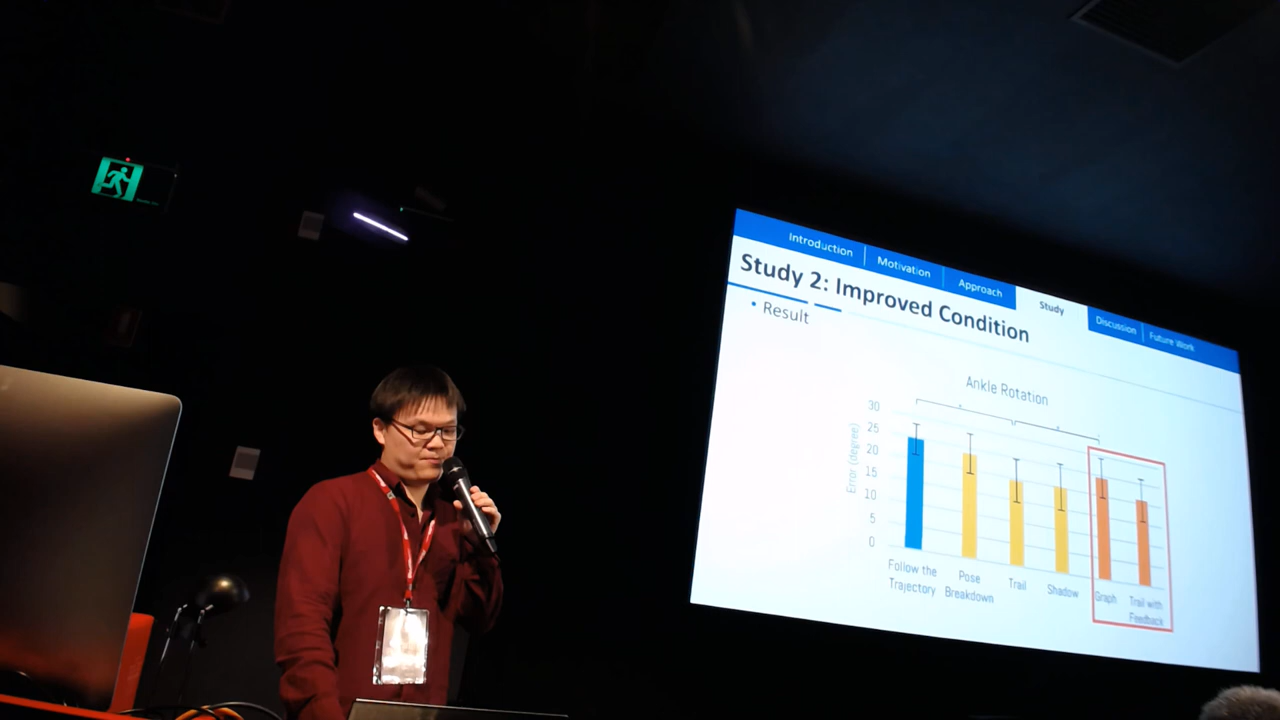 Introduction
Motivation
Approach
Study
Discussion
Future Work
Study 2: Improved Condition
• Result
Ankle Rotation
Error (degree)
30
25
20
15
10
5
0
Follow the
Trajectory
Pose
Breakdown
Trail
Shadow
Graph
Trail with
Feedback